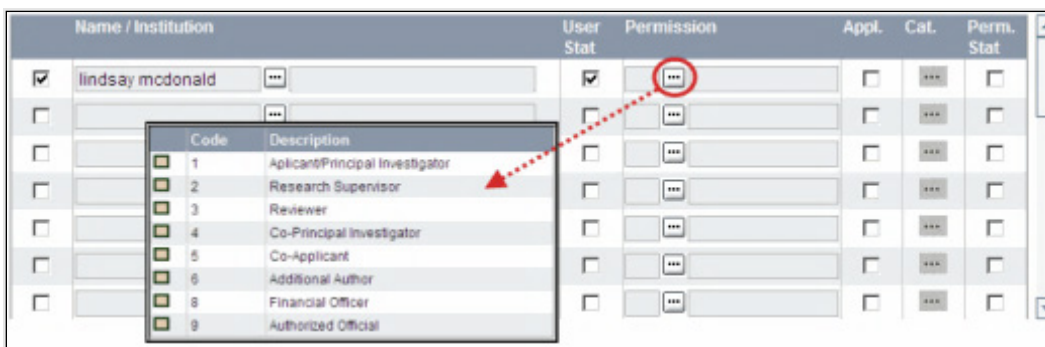 Name / Institution User Stat Permission Appl. Cat. Perm. Stat
lindsay mcdonald
Code Description
1 Aplicant/Principal Investigator
2 Research Supervisor
3 Reviewer
4 Co-Principal Investigator
5 Co-Applicant
6 Additional Author
8 Financial Officer
9 Authorized Official